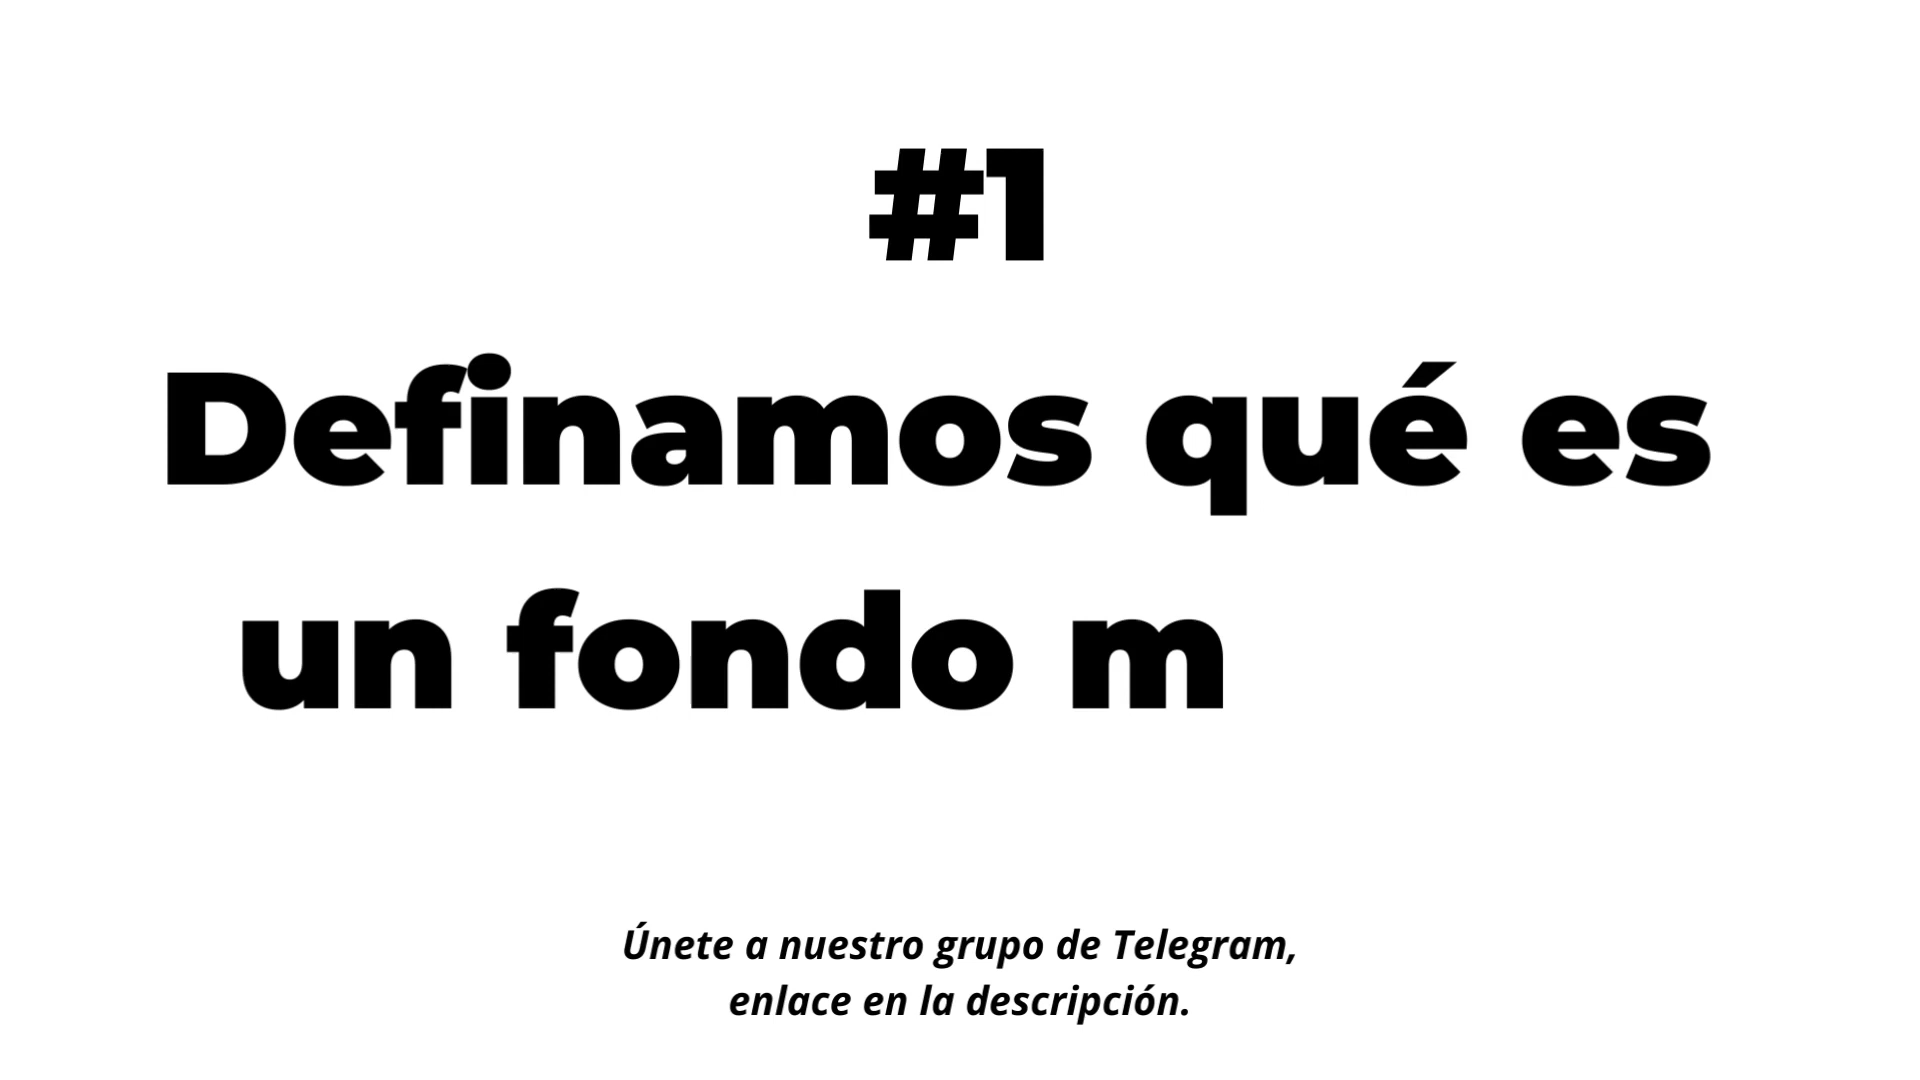 #1
Definamos qué es
un fondo m
Únete a nuestro grupo de Telegram,
enlace en la descripción.